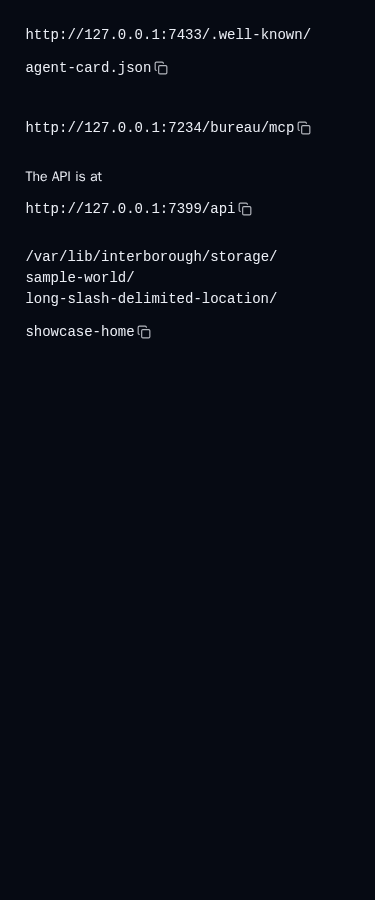 http://127.0.0.1:7433/.well-known/
agent-card.json
http://127.0.0.1:7234/bureau/mcp
The API is at
http://127.0.0.1:7399/api
/var/lib/interborough/storage/
sample-world/
long-slash-delimited-location/
showcase-home